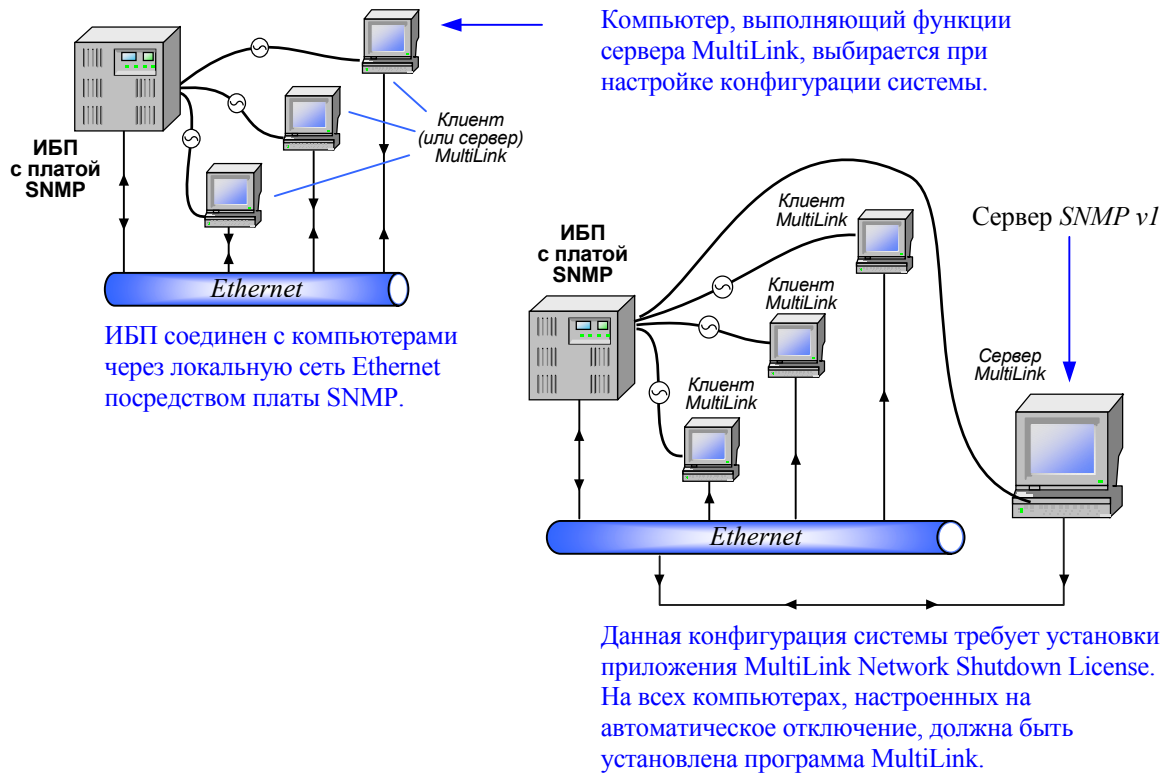 Компьютер, выполняющий функции
сервера MultiLink, выбирается при
настройке конфигурации системы.
Клиент
(или сервер)
MultiLink
ИБП
с платой
SNMP
Ethernet
ИБП соединен с компьютерами
через локальную сеть Ethernet
посредством платы SNMP.
Клиент
MultiLink
Сервер SNMP v1
ИБП
с платой
SNMP
Клиент
MultiLink
Сервер
MultiLink
Клиент
MultiLink
Ethernet
Данная конфигурация системы требует установки
приложения MultiLink Network Shutdown License.
На всех компьютерах, настроенных на
автоматическое отключение, должна быть
установлена программа MultiLink.